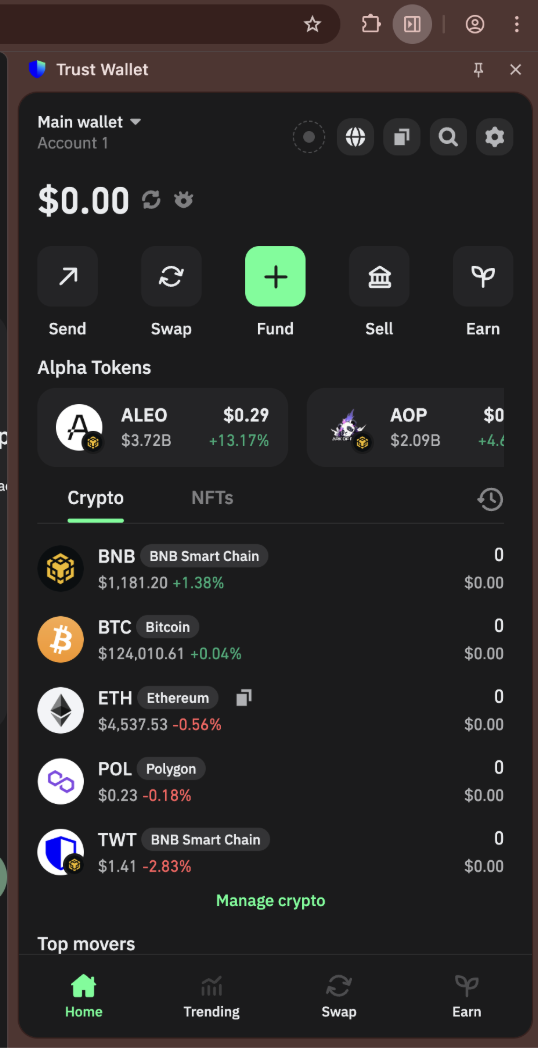 Trust Wallet
Main wallet
Account 1
$0.00
Send Swap Fund Sell Earn
Alpha Tokens
ALEO $0.29 AOP $0
$3.72B +13.17% $2.09B +4.6
Crypto NFTs
BNB BNB Smart Chain 0
$1,181.20 +1.38% $0.00
BTC Bitcoin 0
$124,010.61 +0.04% $0.00
ETH Ethereum 0
$4,537.53 -0.56% $0.00
POL Polygon 0
$0.23 -0.18% $0.00
TWT BNB Smart Chain 0
$1.41 -2.83% $0.00
Manage crypto
Top movers
Home Trending Swap Earn